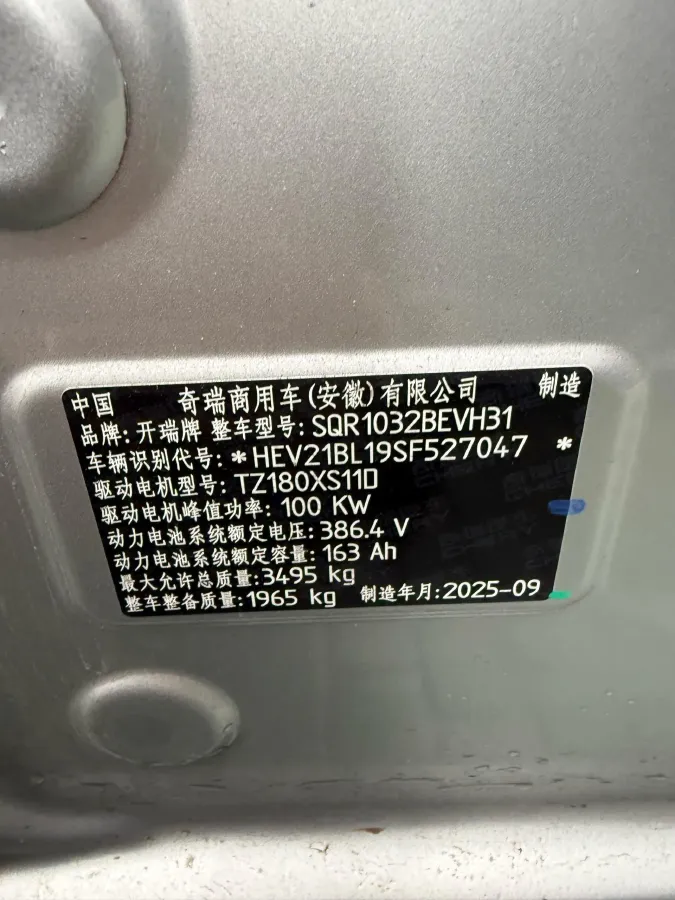 中国 奇瑞商用车(安徽)有限公司 制造
品牌:开瑞牌 整车型号:SQR1032BEVH31
车辆识别代号:*HEV21BL19SF527047 *
驱动电机型号:TZ180XS11D
驱动电机峰值功率: 100 KW
动力电池系统额定电压:386.4 V
动力电池系统额定容量:163 Ah
最大允许总质量:3495 kg
整车整备质量:1965 kg 制造年月:2025-09